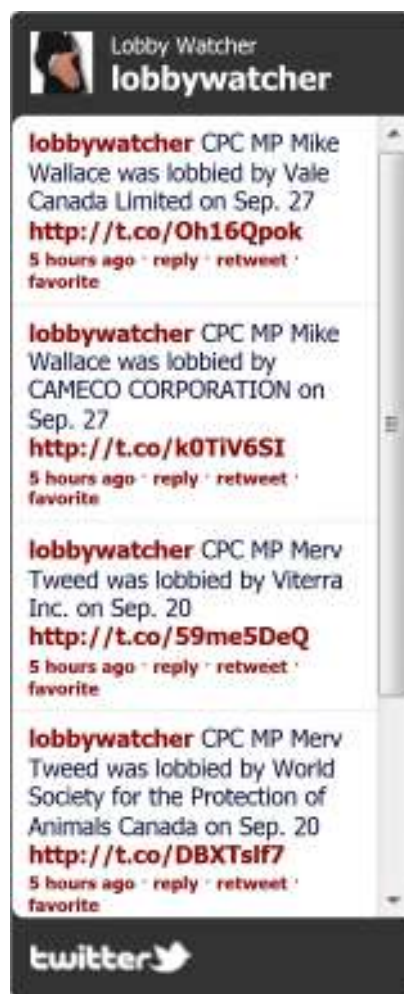 Lobby Watcher
lobbywatcher
lobbywatcher CPC MP Mike
Wallace was lobbied by Vale
Canada Limited on Sep. 27
http://t.co/Oh16Qpok
5 hours ago · reply · retweet ·
favorite
lobbywatcher CPC MP Mike
Wallace was lobbied by
CAMECO CORPORATION on
Sep. 27
http://t.co/k0TiV6SI
5 hours ago · reply · retweet ·
favorite
lobbywatcher CPC MP Merv
Tweed was lobbied by Viterra
Inc. on Sep. 20
http://t.co/59me5DeQ
5 hours ago · reply · retweet ·
favorite
lobbywatcher CPC MP Merv
Tweed was lobbied by World
Society for the Protection of
Animals Canada on Sep. 20
http://t.co/DBXTslf7
5 hours ago · reply · retweet ·
favorite
twitter